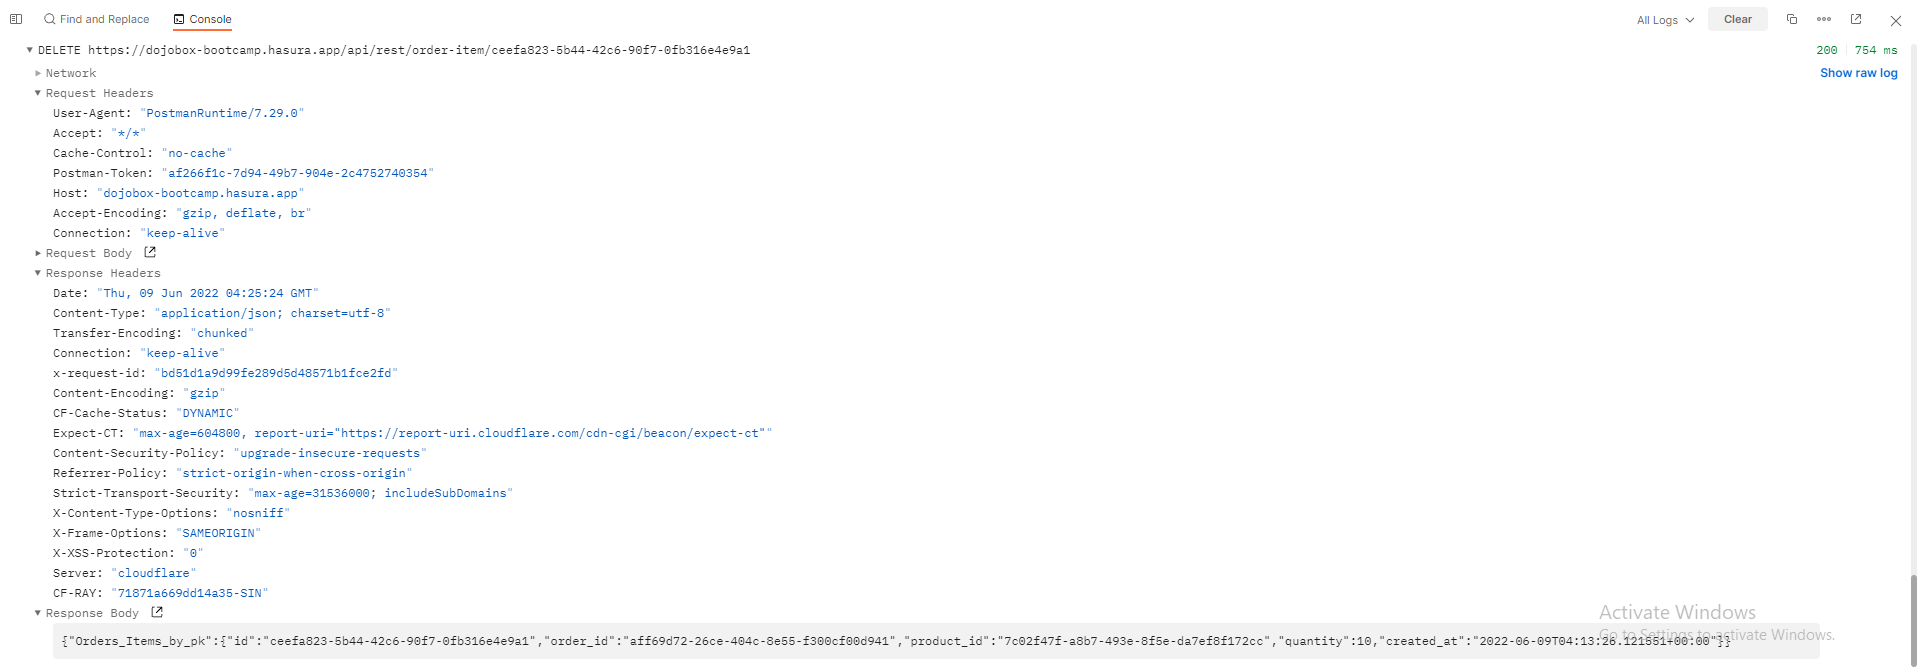 Find and Replace Console All Logs Clear
DELETE https://dojobox-bootcamp.hasura.app/api/rest/order-item/ceefa823-5b44-42c6-90f7-0fb316e4e9a1 200 754 ms
Network Show raw log
Request Headers
User-Agent: "PostmanRuntime/7.29.0"
Accept: "*/*"
Cache-Control: "no-cache"
Postman-Token: "af266f1c-7d94-49b7-904e-2c4752740354"
Host: "dojobox-bootcamp.hasura.app"
Accept-Encoding: "gzip, deflate, br"
Connection: "keep-alive"
Request Body
Response Headers
Date: "Thu, 09 Jun 2022 04:25:24 GMT"
Content-Type: "application/json; charset=utf-8"
Transfer-Encoding: "chunked"
Connection: "keep-alive"
x-request-id: "bd51d1a9d99fe289d5d48571b1fce2fd"
Content-Encoding: "gzip"
CF-Cache-Status: "DYNAMIC"
Expect-CT: "max-age=604800, report-uri="https://report-uri.cloudflare.com/cdn-cgi/beacon/expect-ct""
Content-Security-Policy: "upgrade-insecure-requests"
Referrer-Policy: "strict-origin-when-cross-origin"
Strict-Transport-Security: "max-age=31536000; includeSubDomains"
X-Content-Type-Options: "nosniff"
X-Frame-Options: "SAMEORIGIN"
X-XSS-Protection: "0"
Server: "cloudflare"
CF-RAY: "71871a669dd14a35-SIN"
Response Body
Activate Windows
Go to Settings to activate Windows.
{"Orders_Items_by_pk":{"id":"ceefa823-5b44-42c6-90f7-0fb316e4e9a1","order_id":"aff69d72-26ce-404c-8e55-f300cf00d941","product_id":"7c02f47f-a8b7-493e-8f5e-da7ef8f172cc","quantity":10,"created_at":"2022-06-09T04:13:26.121551+00:00"}}